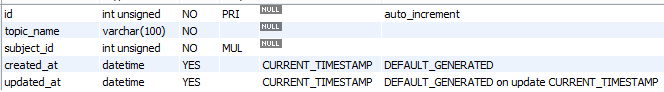 id int unsigned NO PRI NULL auto_increment
topic_name varchar(100) NO NULL
subject_id int unsigned NO MUL NULL
created_at datetime YES CURRENT_TIMESTAMP DEFAULT_GENERATED
updated_at datetime YES CURRENT_TIMESTAMP DEFAULT_GENERATED on update CURRENT_TIMESTAMP